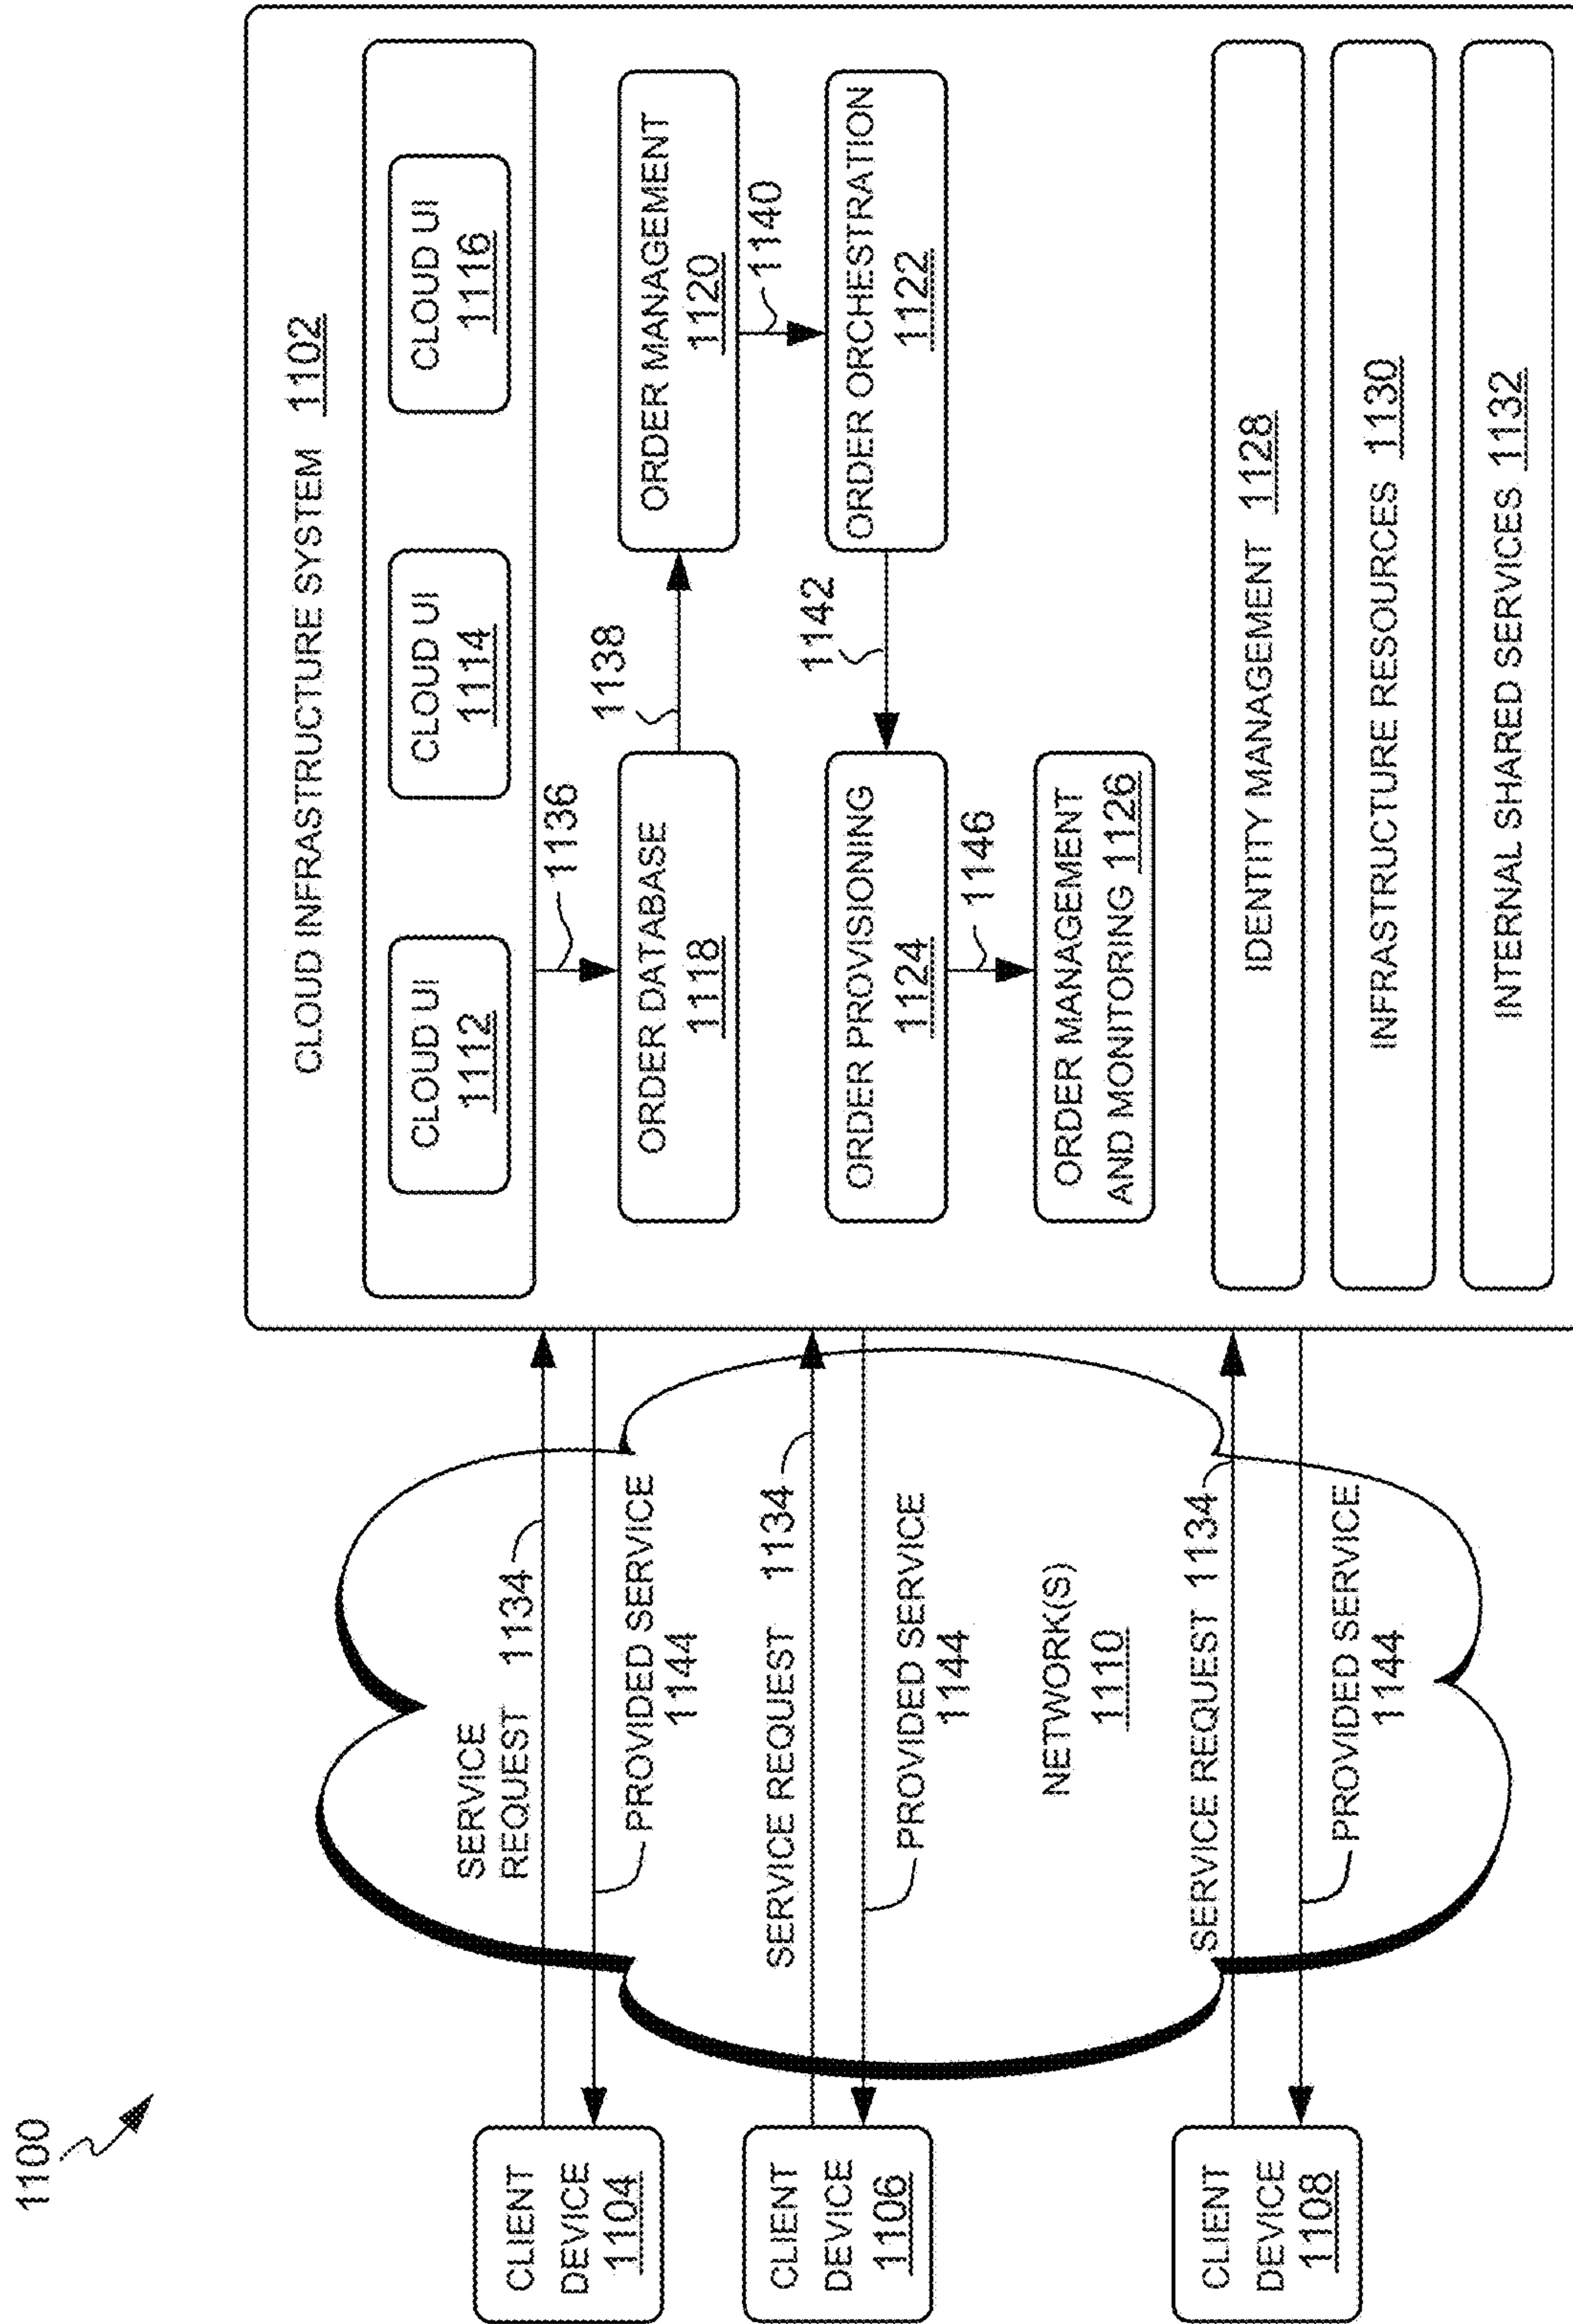 1100
CLIENT
DEVICE
1104
CLIENT
DEVICE
1106
CLIENT
DEVICE
1108
SERVICE
REQUEST 1134
PROVIDED SERVICE
1144
SERVICE REQUEST 1134
PROVIDED SERVICE
1144
NETWORK(S)
1110
SERVICE REQUEST 1134
PROVIDED SERVICE
1144
CLOUD INFRASTRUCTURE SYSTEM 1102
CLOUD UI
1112
CLOUD UI
1114
CLOUD UI
1116
1136
ORDER DATABASE
1118
1138
ORDER MANAGEMENT
1120
1140
ORDER PROVISIONING
1124
1142
ORDER ORCHESTRATION
1122
1146
ORDER MANAGEMENT
AND MONITORING 1126
IDENTITY MANAGEMENT 1128
INFRASTRUCTURE RESOURCES 1130
INTERNAL SHARED SERVICES 1132